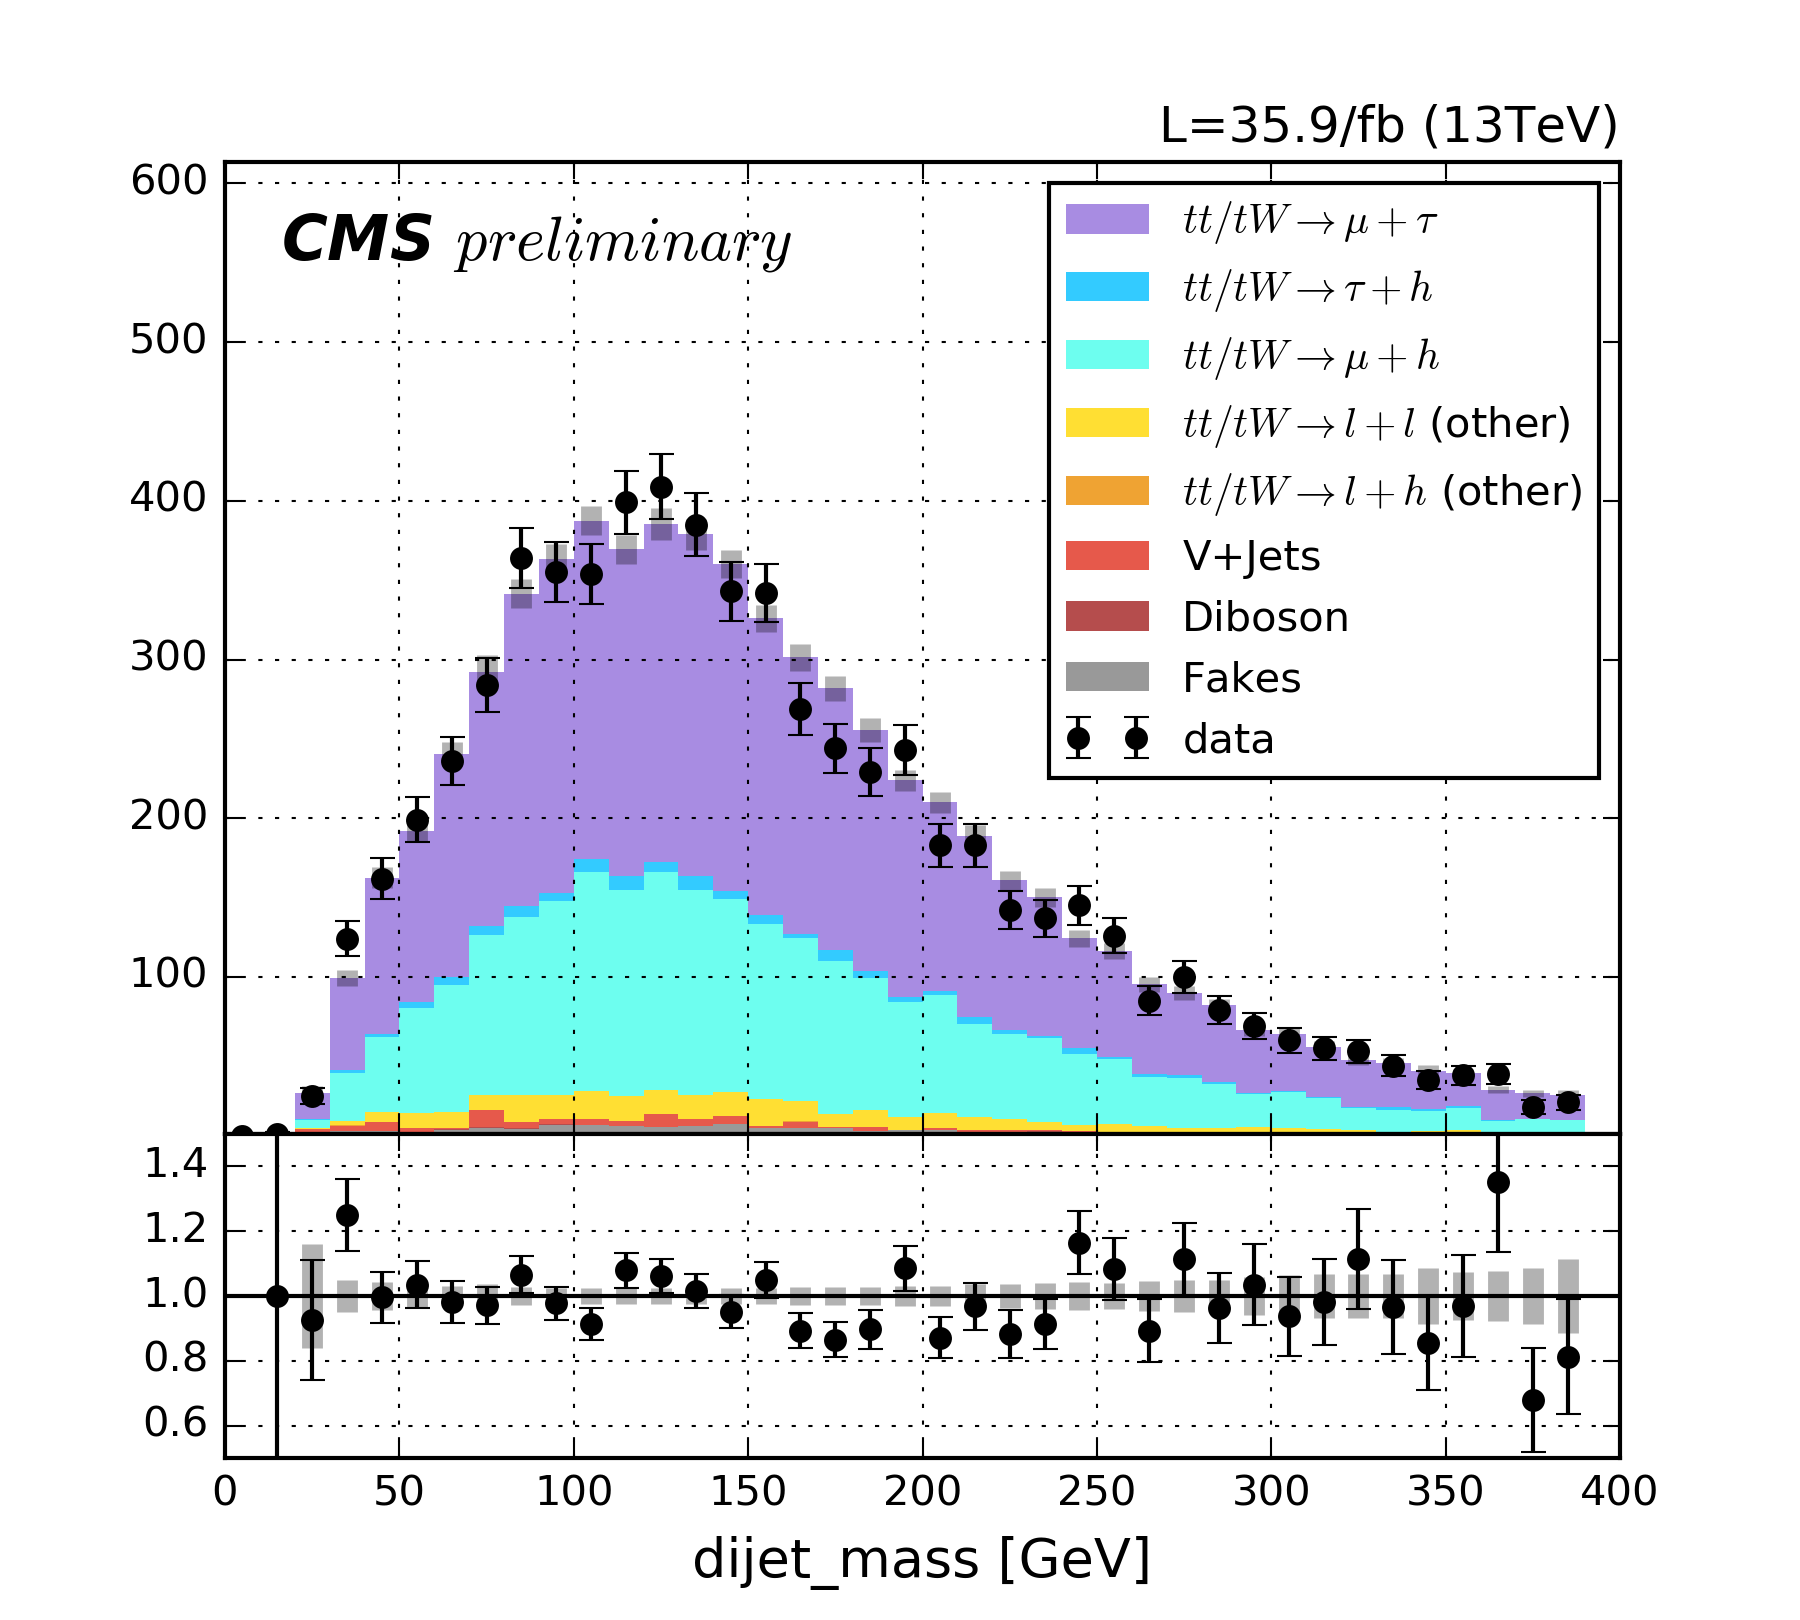 L=35.9/fb (13TeV)
600
CMS preliminary
500
400
300
200
100
tt/tW→μ+τ
tt/tW→τ+h
tt/tW→μ+h
tt/tW→l+l (other)
tt/tW→l+h (other)
V+Jets
Diboson
Fakes
data
1.4
1.2
1.0
0.8
0.6
0 50 100 150 200 250 300 350 400
dijet_mass [GeV]